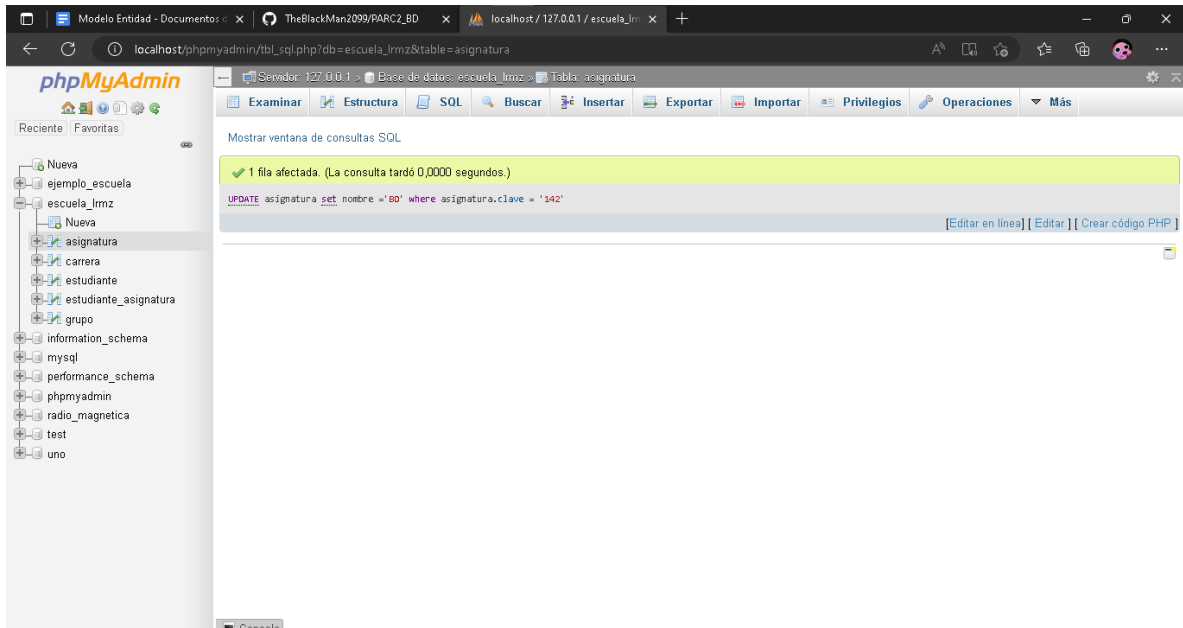 Modelo Entidad - Documentos d
TheBlackMan2099/PARC2_BD
localhost / 127.0.0.1 / escuela_lrm
localhost/phpmyadmin/tbl_sql.php?db=escuela_lrmz&table=asignatura
phpMyAdmin
Reciente Favoritas
Nueva
ejemplo_escuela
escuela_lrmz
Nueva
asignatura
carrera
estudiante
estudiante_asignatura
grupo
information_schema
mysql
performance_schema
phpmyadmin
radio_magnetica
test
uno
Servidor: 127.0.0.1 » Base de datos: escuela_lrmz » Tabla: asignatura
Examinar Estructura SQL Buscar Insertar Exportar Importar Privilegios Operaciones Más
Mostrar ventana de consultas SQL
1 fila afectada. (La consulta tardó 0,0000 segundos.)
UPDATE asignatura set nombre ='BD' where asignatura.clave = '142'
[Editar en línea] [ Editar ] [ Crear código PHP ]
Consola